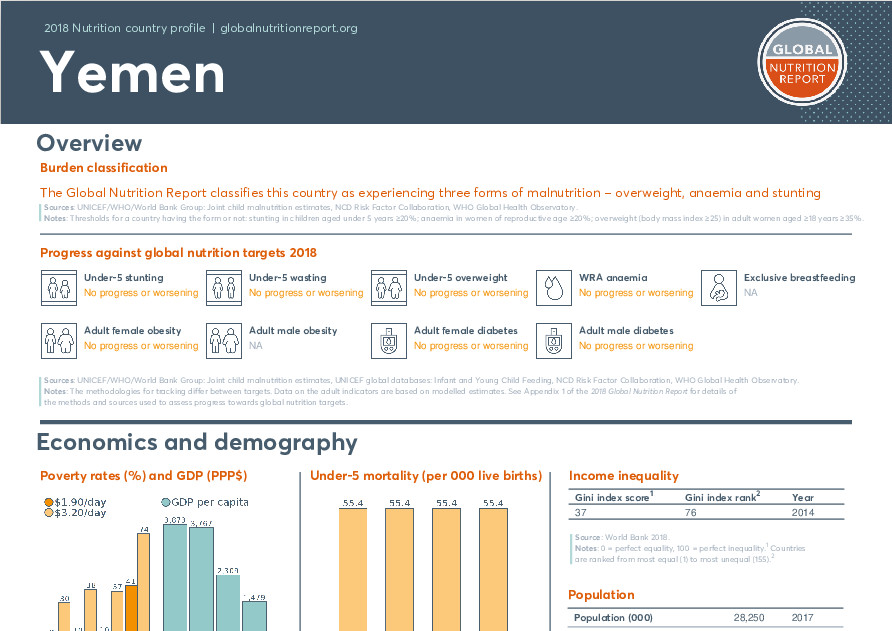 2018 Nutrition country profile | globalnutritionreport.org
Yemen
GLOBAL
NUTRITION
REPORT
Overview
Burden classification
The Global Nutrition Report classifies this country as experiencing three forms of malnutrition – overweight, anaemia and stunting
Sources: UNICEF/WHO/World Bank Group: Joint child malnutrition estimates, NCD Risk Factor Collaboration, WHO Global Health Observatory.
Notes: Thresholds for a country having the form or not: stunting in children aged under 5 years ≥20%; anaemia in women of reproductive age ≥20%; overweight (body mass index ≥25) in adult women aged ≥18 years ≥35%.
Progress against global nutrition targets 2018
Under-5 stunting
No progress or worsening
Under-5 wasting
No progress or worsening
Under-5 overweight
No progress or worsening
WRA anaemia
No progress or worsening
Exclusive breastfeeding
NA
Adult female obesity
No progress or worsening
Adult male obesity
NA
Adult female diabetes
No progress or worsening
Adult male diabetes
No progress or worsening
Sources: UNICEF/WHO/World Bank Group: Joint child malnutrition estimates, UNICEF global databases: Infant and Young Child Feeding, NCD Risk Factor Collaboration, WHO Global Health Observatory.
Notes: The methodologies for tracking differ between targets. Data on the adult indicators are based on modelled estimates. See Appendix 1 of the 2018 Global Nutrition Report for details of
the methods and sources used to assess progress towards global nutrition targets.
Economics and demography
Poverty rates (%) and GDP (PPP$)
$1.90/day
$3.20/day
GDP per capita
30
38
37
41
74
3,873
3,767
2,309
1,479
Under-5 mortality (per 000 live births)
55.4
55.4
55.4
55.4
Income inequality
Gini index score¹ Gini index rank² Year
37 76 2014
Source: World Bank 2018.
Notes: 0 = perfect equality, 100 = perfect inequality.¹ Countries
are ranked from most equal (1) to most unequal (155).²
Population
Population (000) 28,250 2017